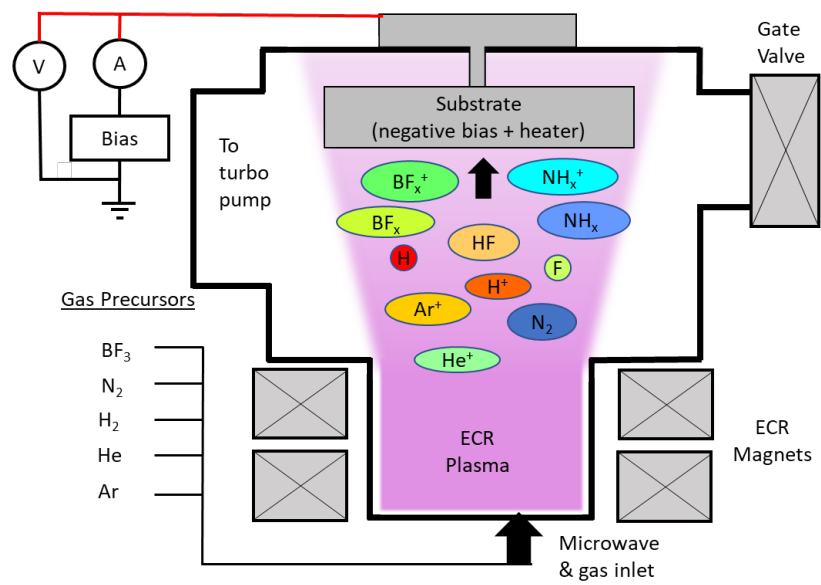 Gate
Valve
V
A
Substrate
(negative bias + heater)
Bias
To
turbo
pump
BFₓ⁺
NHₓ⁺
BFₓ
NHₓ
HF
H
F
H⁺
Ar⁺
N₂
He⁺
Gas Precursors
BF₃
N₂
H₂
He
Ar
ECR
Plasma
ECR
Magnets
Microwave
& gas inlet